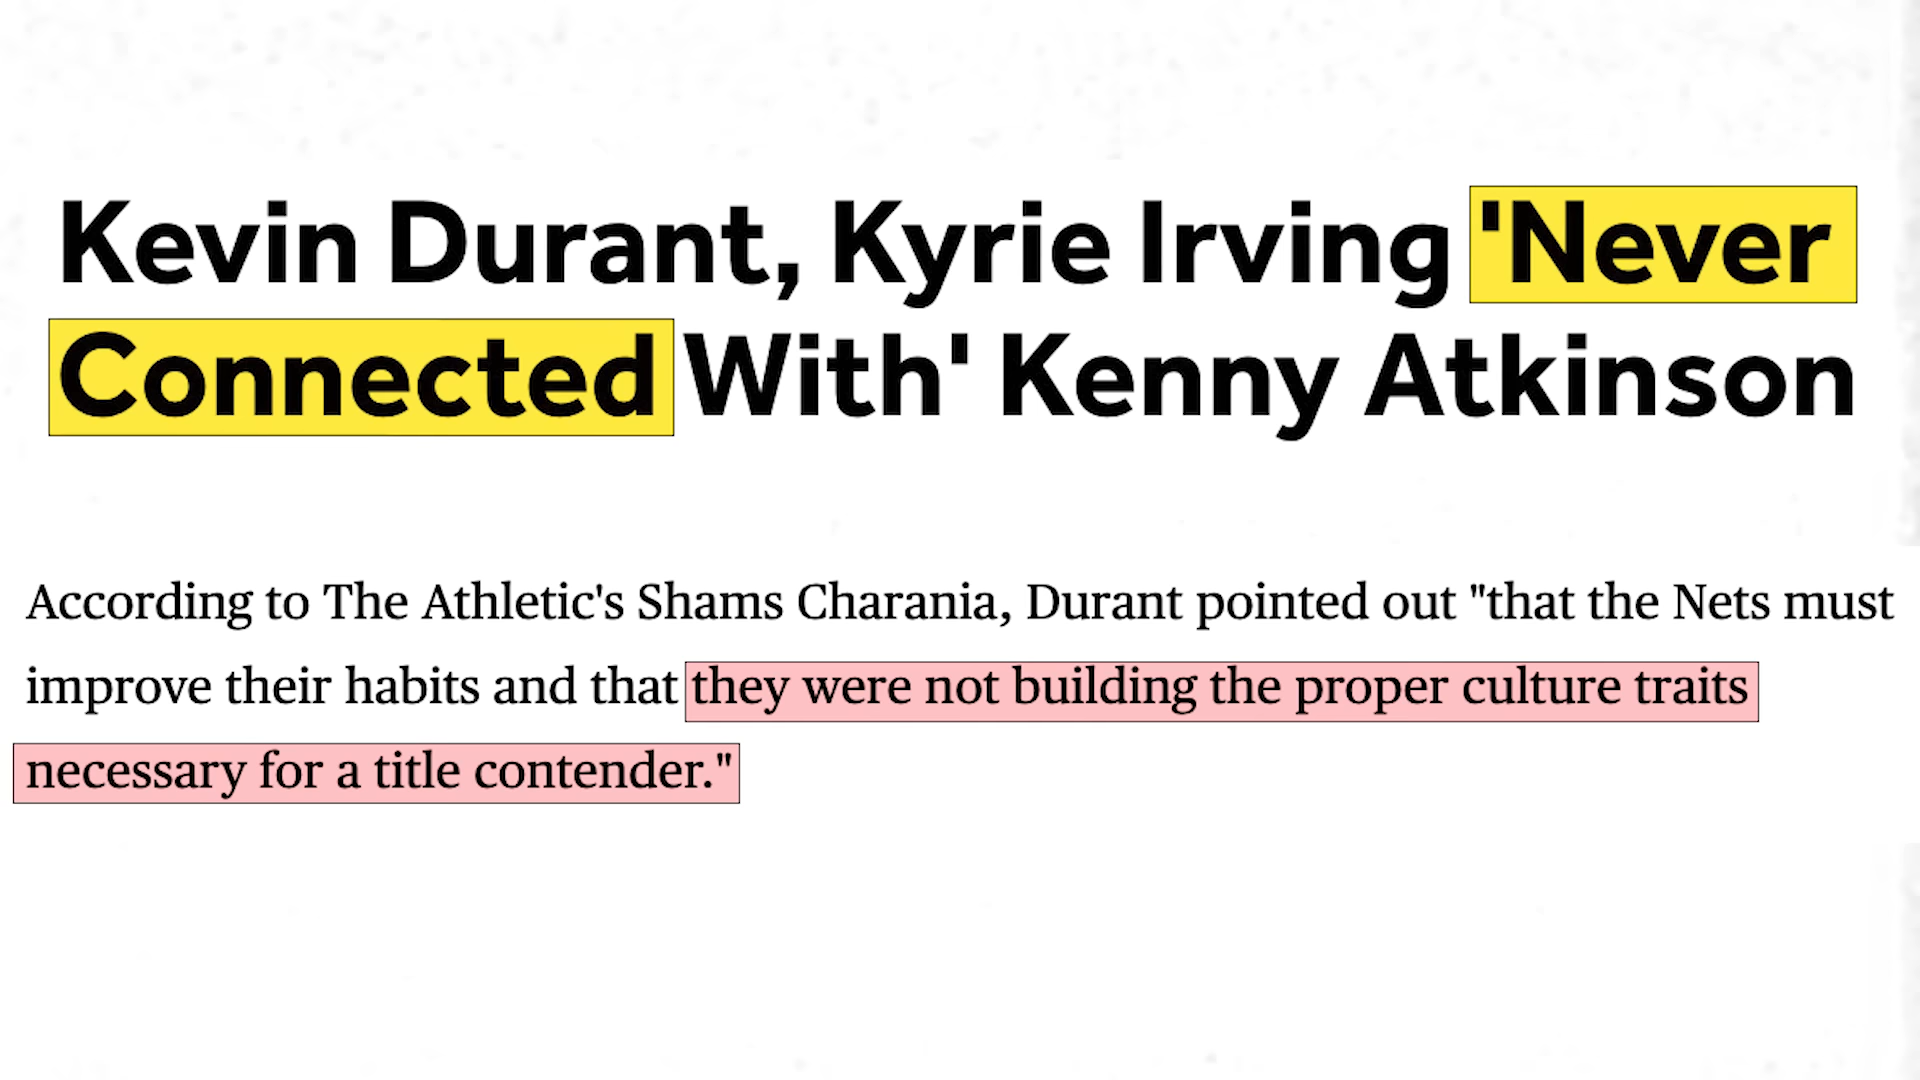 Kevin Durant, Kyrie Irving 'Never
Connected With' Kenny Atkinson
According to The Athletic's Shams Charania, Durant pointed out "that the Nets must
improve their habits and that they were not building the proper culture traits
necessary for a title contender."